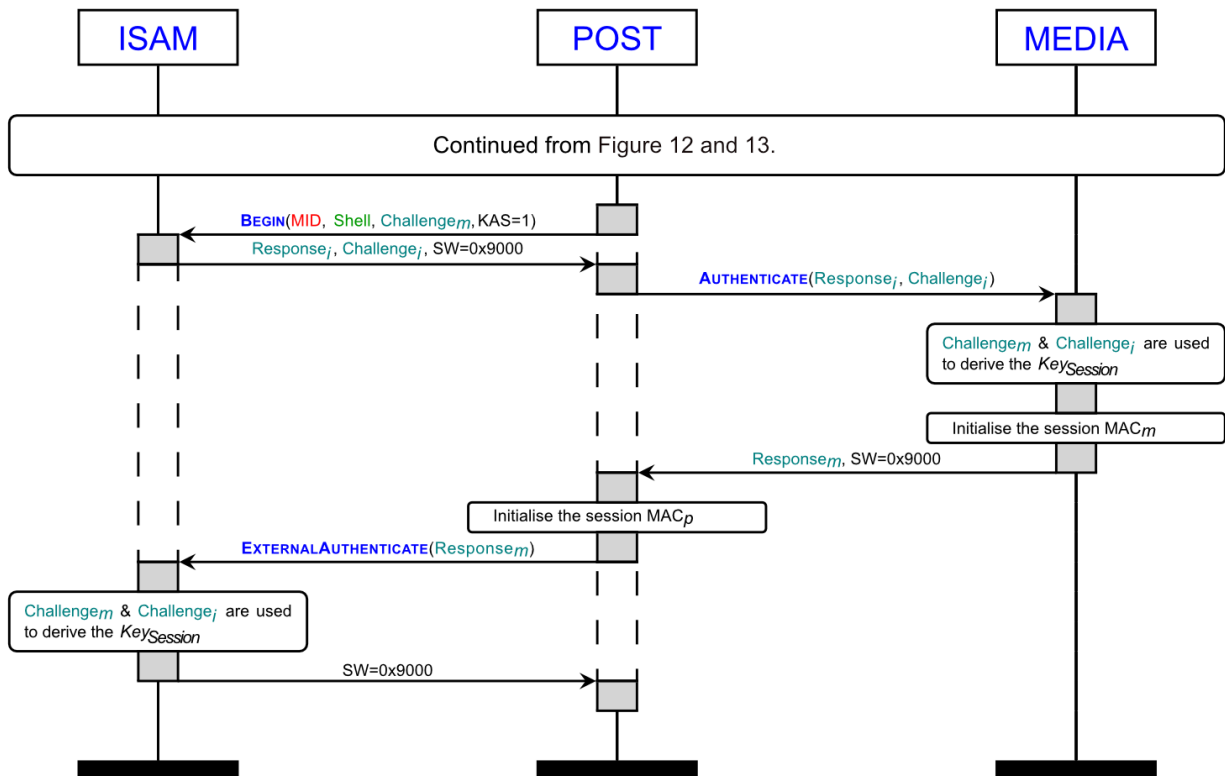 ISAM
POST
MEDIA
Continued from Figure 12 and 13.
BEGIN(MID, Shell, Challengem, KAS=1)
Responsei, Challengei, SW=0x9000
AUTHENTICATE(Responsei, Challengei)
Challengem & Challengei are used
to derive the KeySession
Initialise the session MACm
Responsem, SW=0x9000
Initialise the session MACp
EXTERNALAUTHENTICATE(Responsem)
Challengem & Challengei are used
to derive the KeySession
SW=0x9000